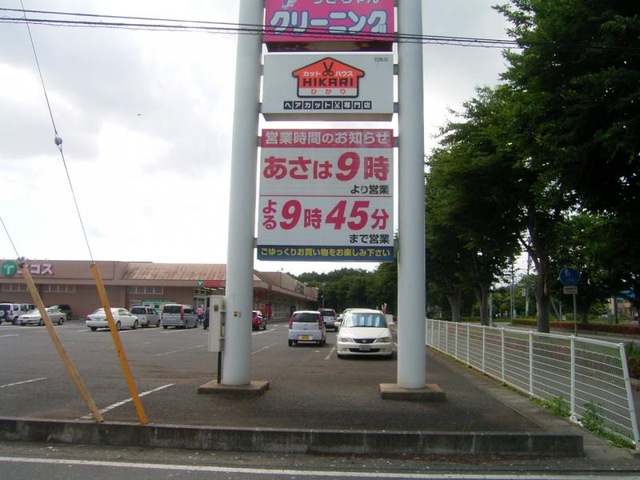 クリーニング
カットハウス
HIKARI
ひかり
ヘアカット専門店
営業時間のお知らせ
あさは9時
より営業
よる9時45分
まで営業
ごゆっくりお買い物をお楽しみ下さい